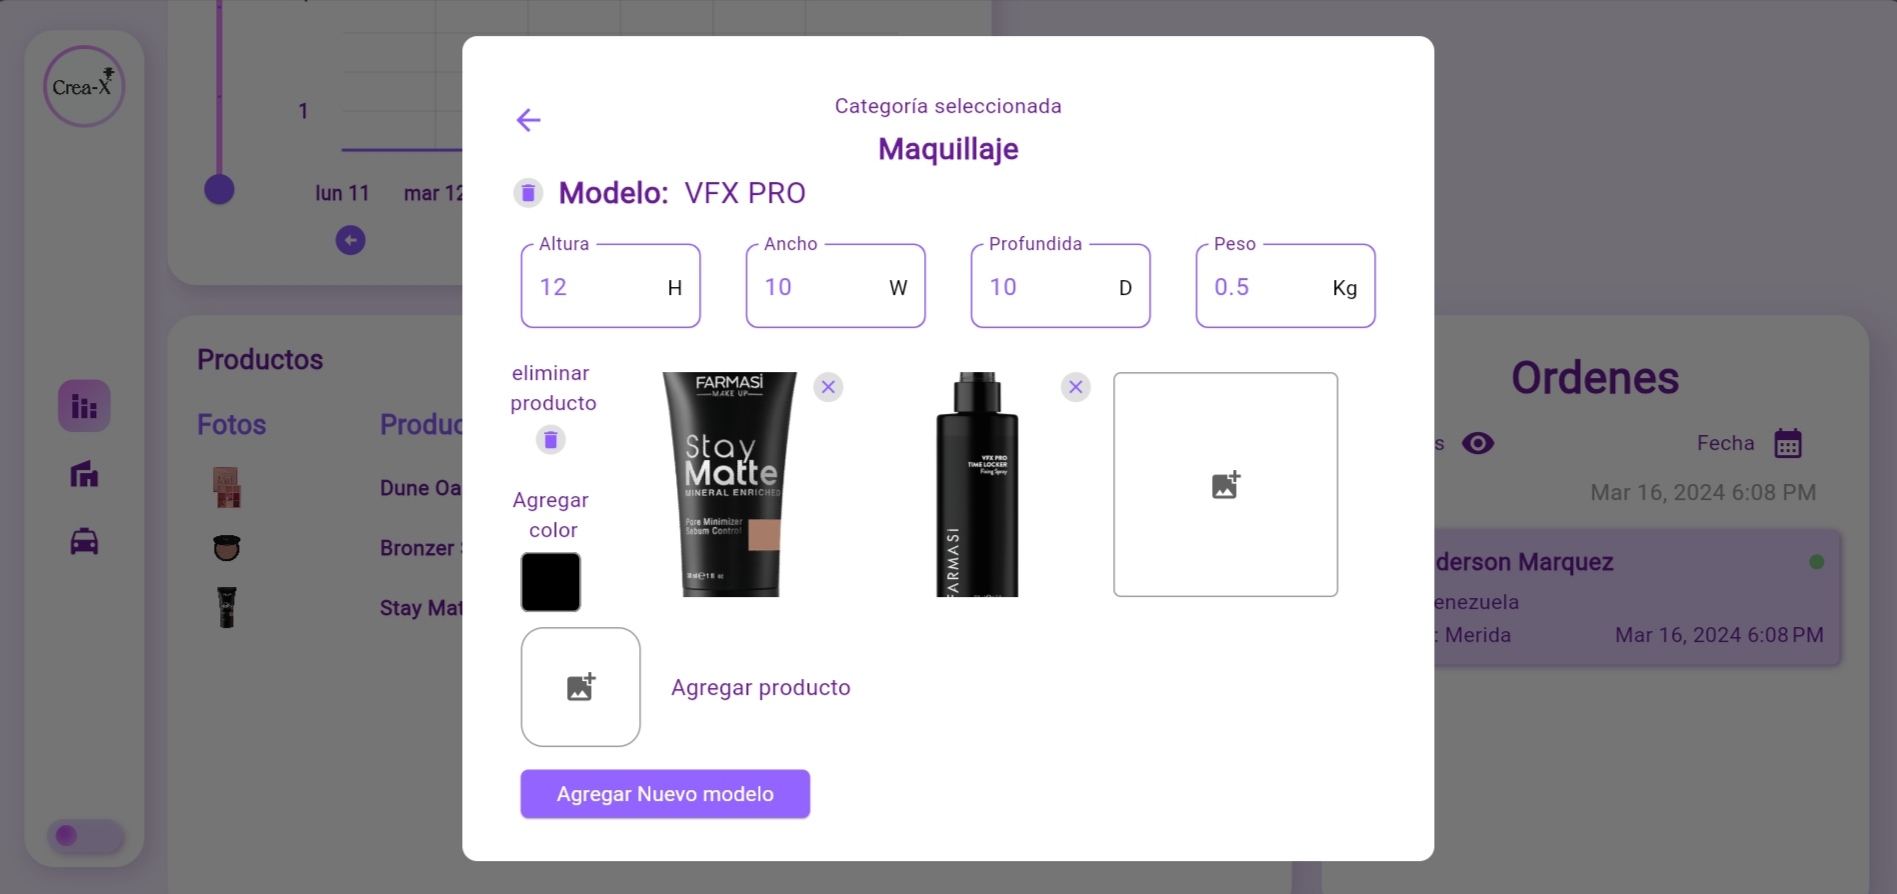 Crea-X
1
lun 11
mar 12
Productos
Fotos
Produc
Dune Oa
Bronzer
Stay Mat
Categoría seleccionada
Maquillaje
Modelo: VFX PRO
Altura
12 H
Ancho
10 W
Profundida
10 D
Peso
0.5 Kg
eliminar
producto
Agregar
color
FARMASİ
MAKE UP
Stay
Matte
MINERAL ENRICHED
Pore Minimizer
Sebum Control
VFX PRO
TIME LOCKER
Fixing Spray
FARMASİ
Agregar producto
Agregar Nuevo modelo
Ordenes
s
Fecha
Mar 16, 2024 6:08 PM
derson Marquez
enezuela
: Merida
Mar 16, 2024 6:08 PM